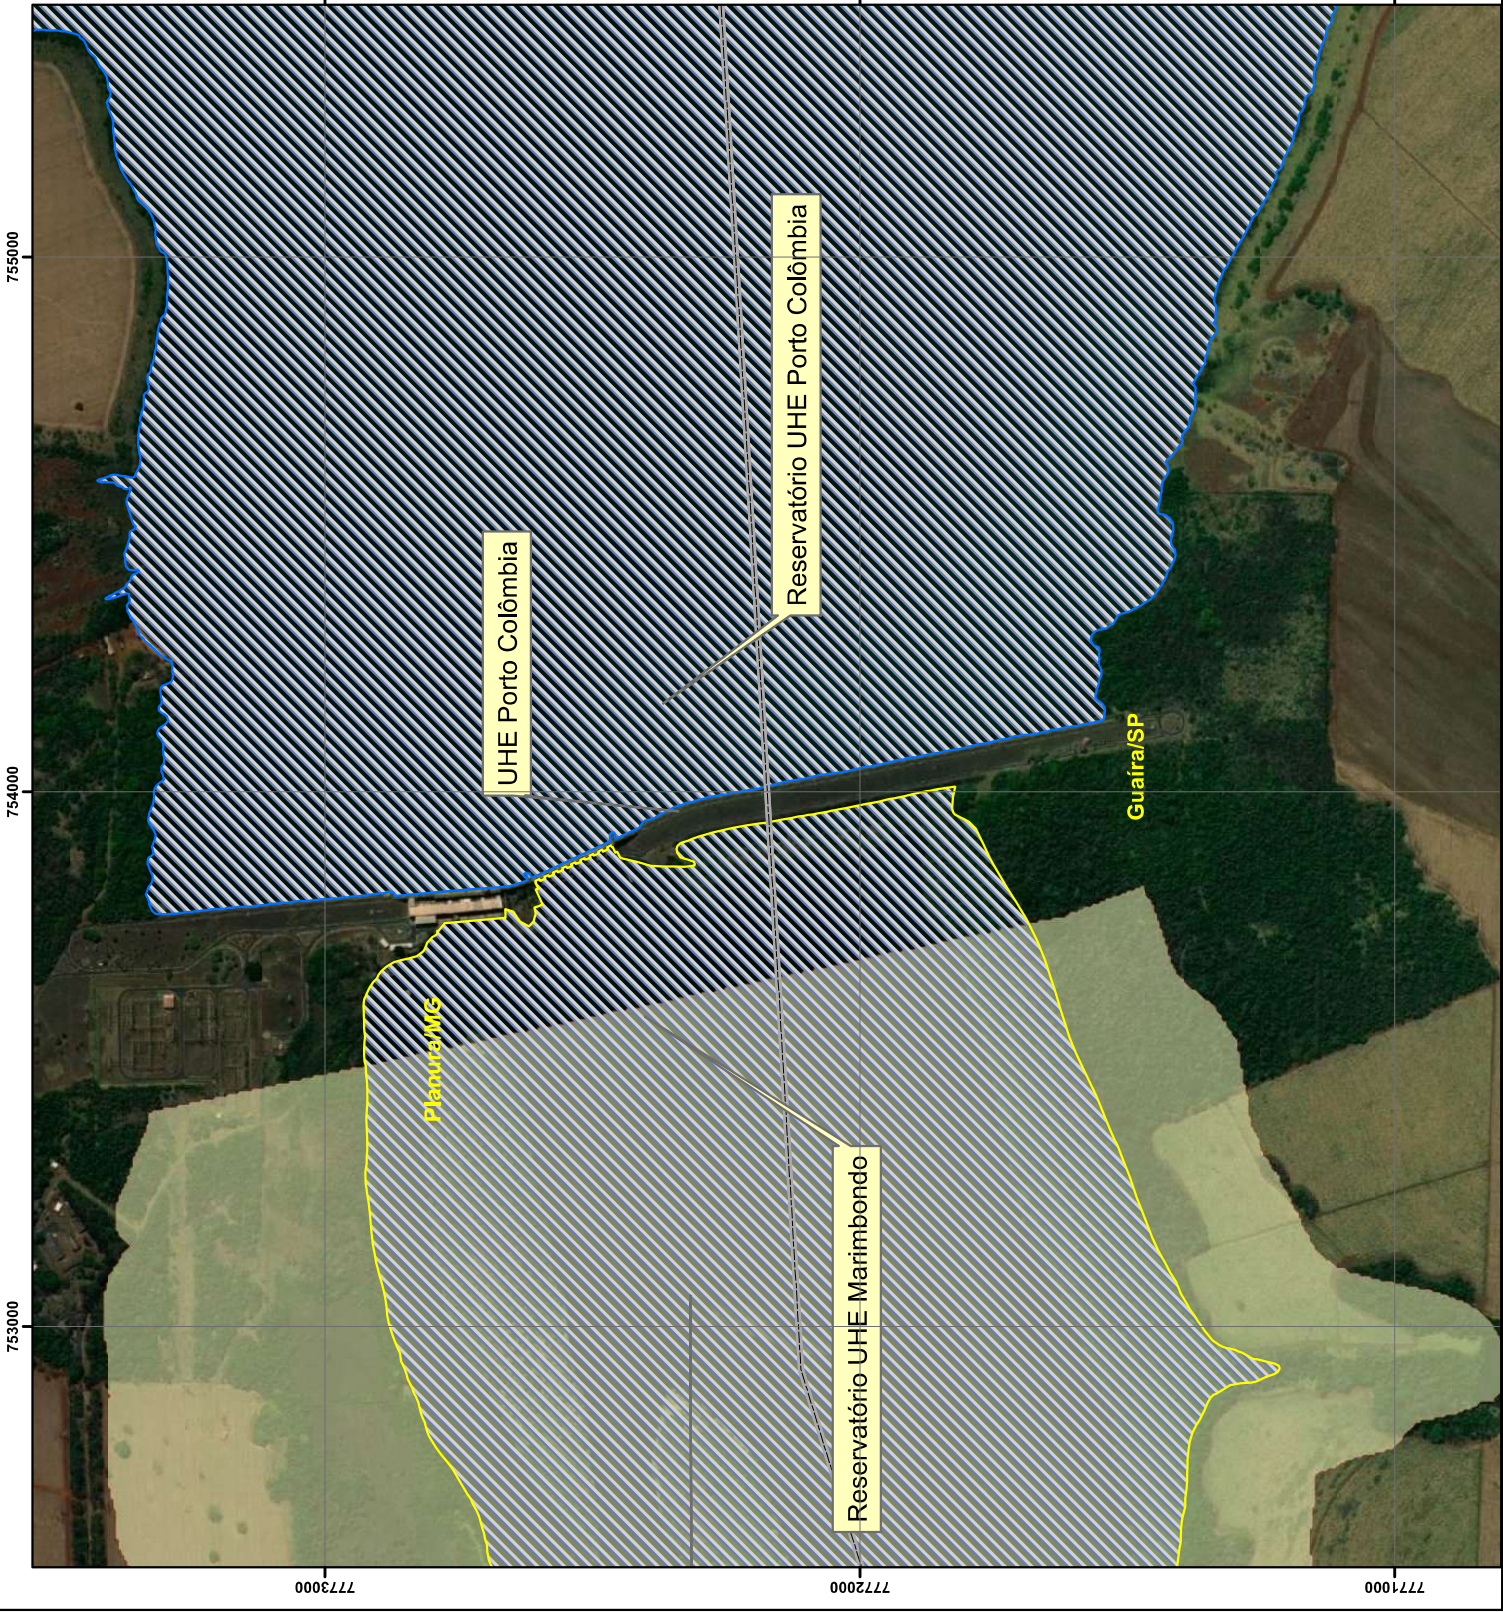 755000
754000
753000
UHE Porto Colômbia
Reservatório UHE Porto Colômbia
Planura/MG
Guaíra/SP
Reservatório UHE Marimbondo
7773000
7772000
7771000